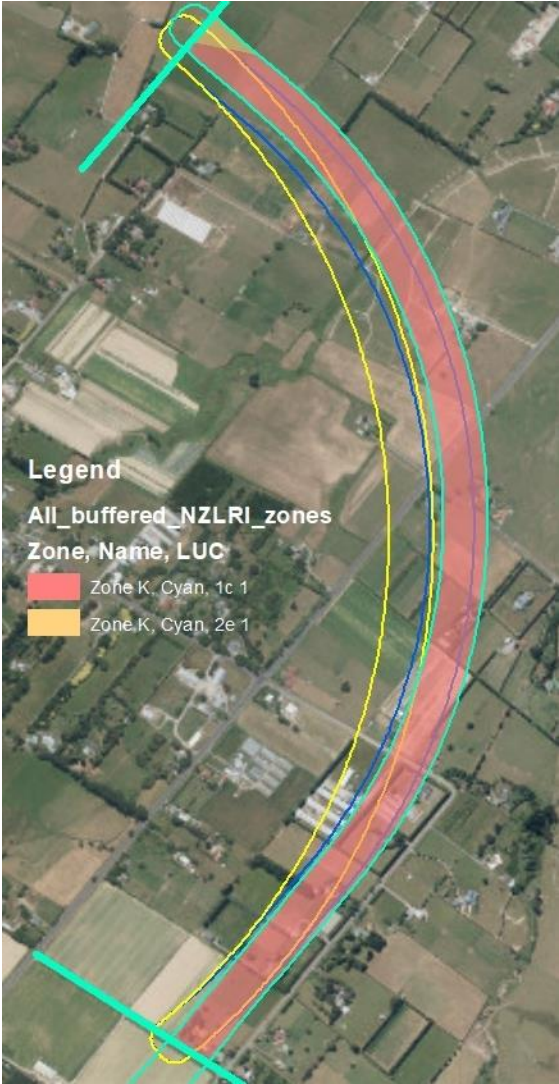 Legend
All_buffered_NZLRI_zones
Zone, Name, LUC
Zone K, Cyan, 1c 1
Zone K, Cyan, 2e 1